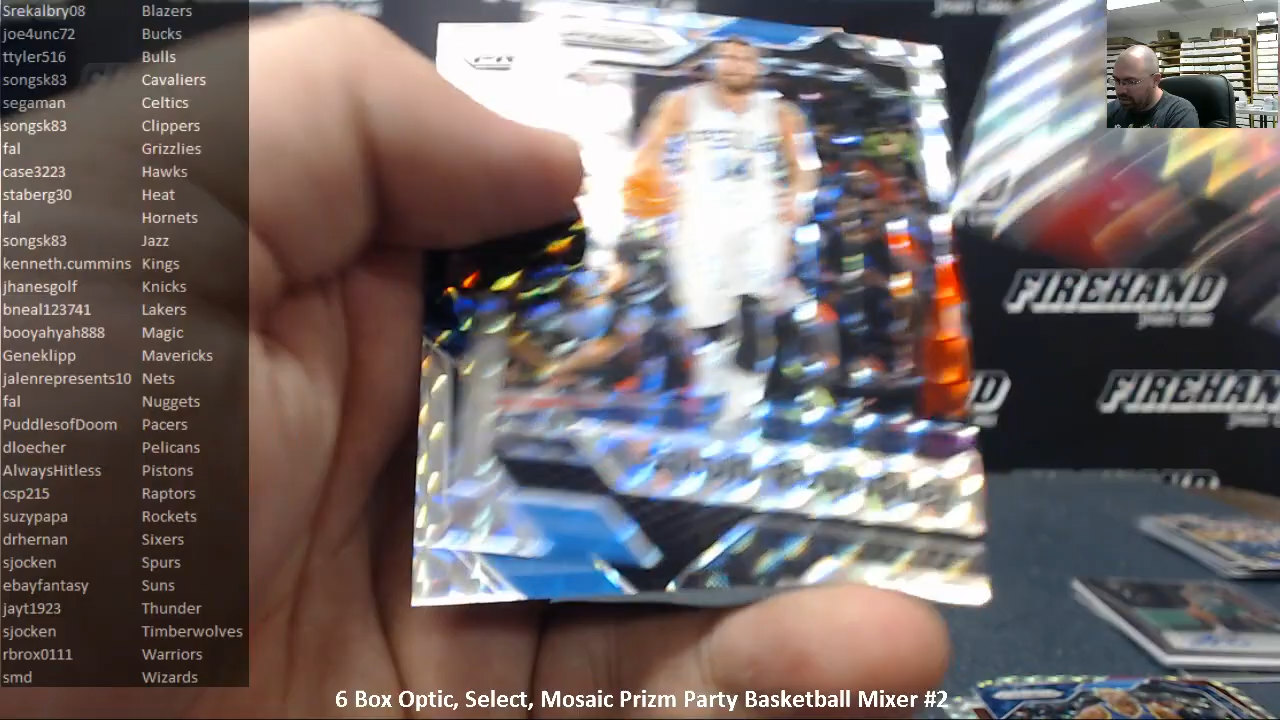 Srekalbry08 Blazers
joe4unc72 Bucks
ttyler516 Bulls
songsk83 Cavaliers
segaman Celtics
songsk83 Clippers
fal Grizzlies
case3223 Hawks
staberg30 Heat
fal Hornets
songsk83 Jazz
kenneth.cummins Kings
jhanesgolf Knicks
bneal123741 Lakers
booyahyah888 Magic
Geneklipp Mavericks
jalenrepresents10 Nets
fal Nuggets
PuddlesofDoom Pacers
dloecher Pelicans
AlwaysHitless Pistons
csp215 Raptors
suzypapa Rockets
drhernan Sixers
sjocken Spurs
ebayfantasy Suns
jayt1923 Thunder
sjocken Timberwolves
rbrox0111 Warriors
smd Wizards
FIREHAND
FIREHAND
6 Box Optic, Select, Mosaic Prizm Party Basketball Mixer #2